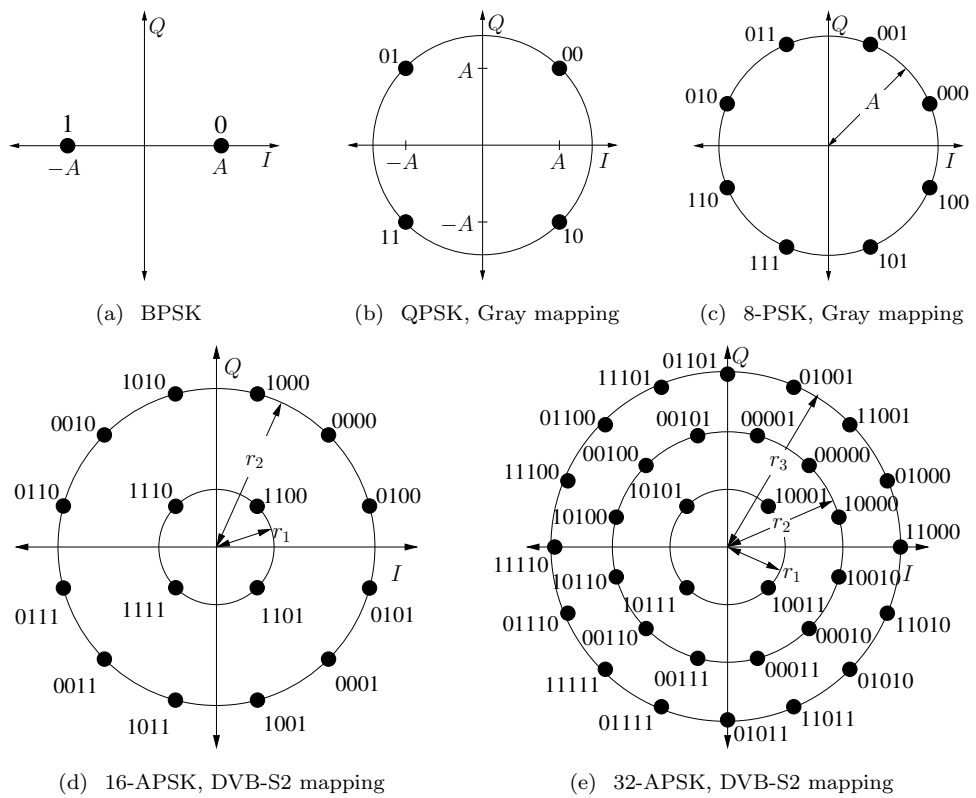 Q
1
0
I
−A
A
(a) BPSK
Q
01
00
A
−A
A
I
−A
11
10
(b) QPSK, Gray mapping
Q
011
001
010
000
A
I
110
100
111
101
(c) 8-PSK, Gray mapping
Q
1010
1000
0010
0000
r2
0110
1110
1100
0100
r1
I
0111
1111
1101
0101
0011
0001
1011
1001
(d) 16-APSK, DVB-S2 mapping
01101
Q
11101
01001
01100
00101
00001
11001
00100
r3
00000
11100
01000
10101
10001
10100
r2
10000
11000
11110
r1
I
10110
10010
10111
10011
01110
11010
00110
00010
11111
00111
00011
01010
01111
01011
11011
(e) 32-APSK, DVB-S2 mapping